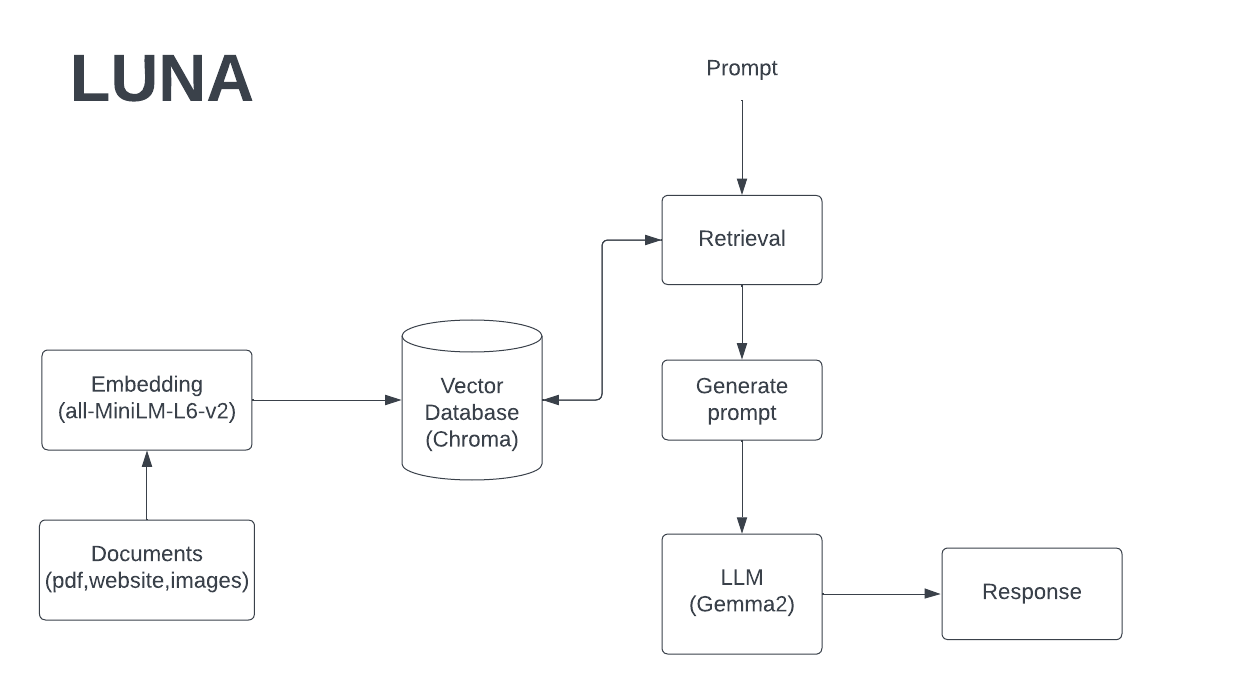 LUNA
Prompt
Retrieval
Generate
prompt
Embedding
(all-MiniLM-L6-v2)
Vector
Database
(Chroma)
Documents
(pdf,website,images)
LLM
(Gemma2)
Response